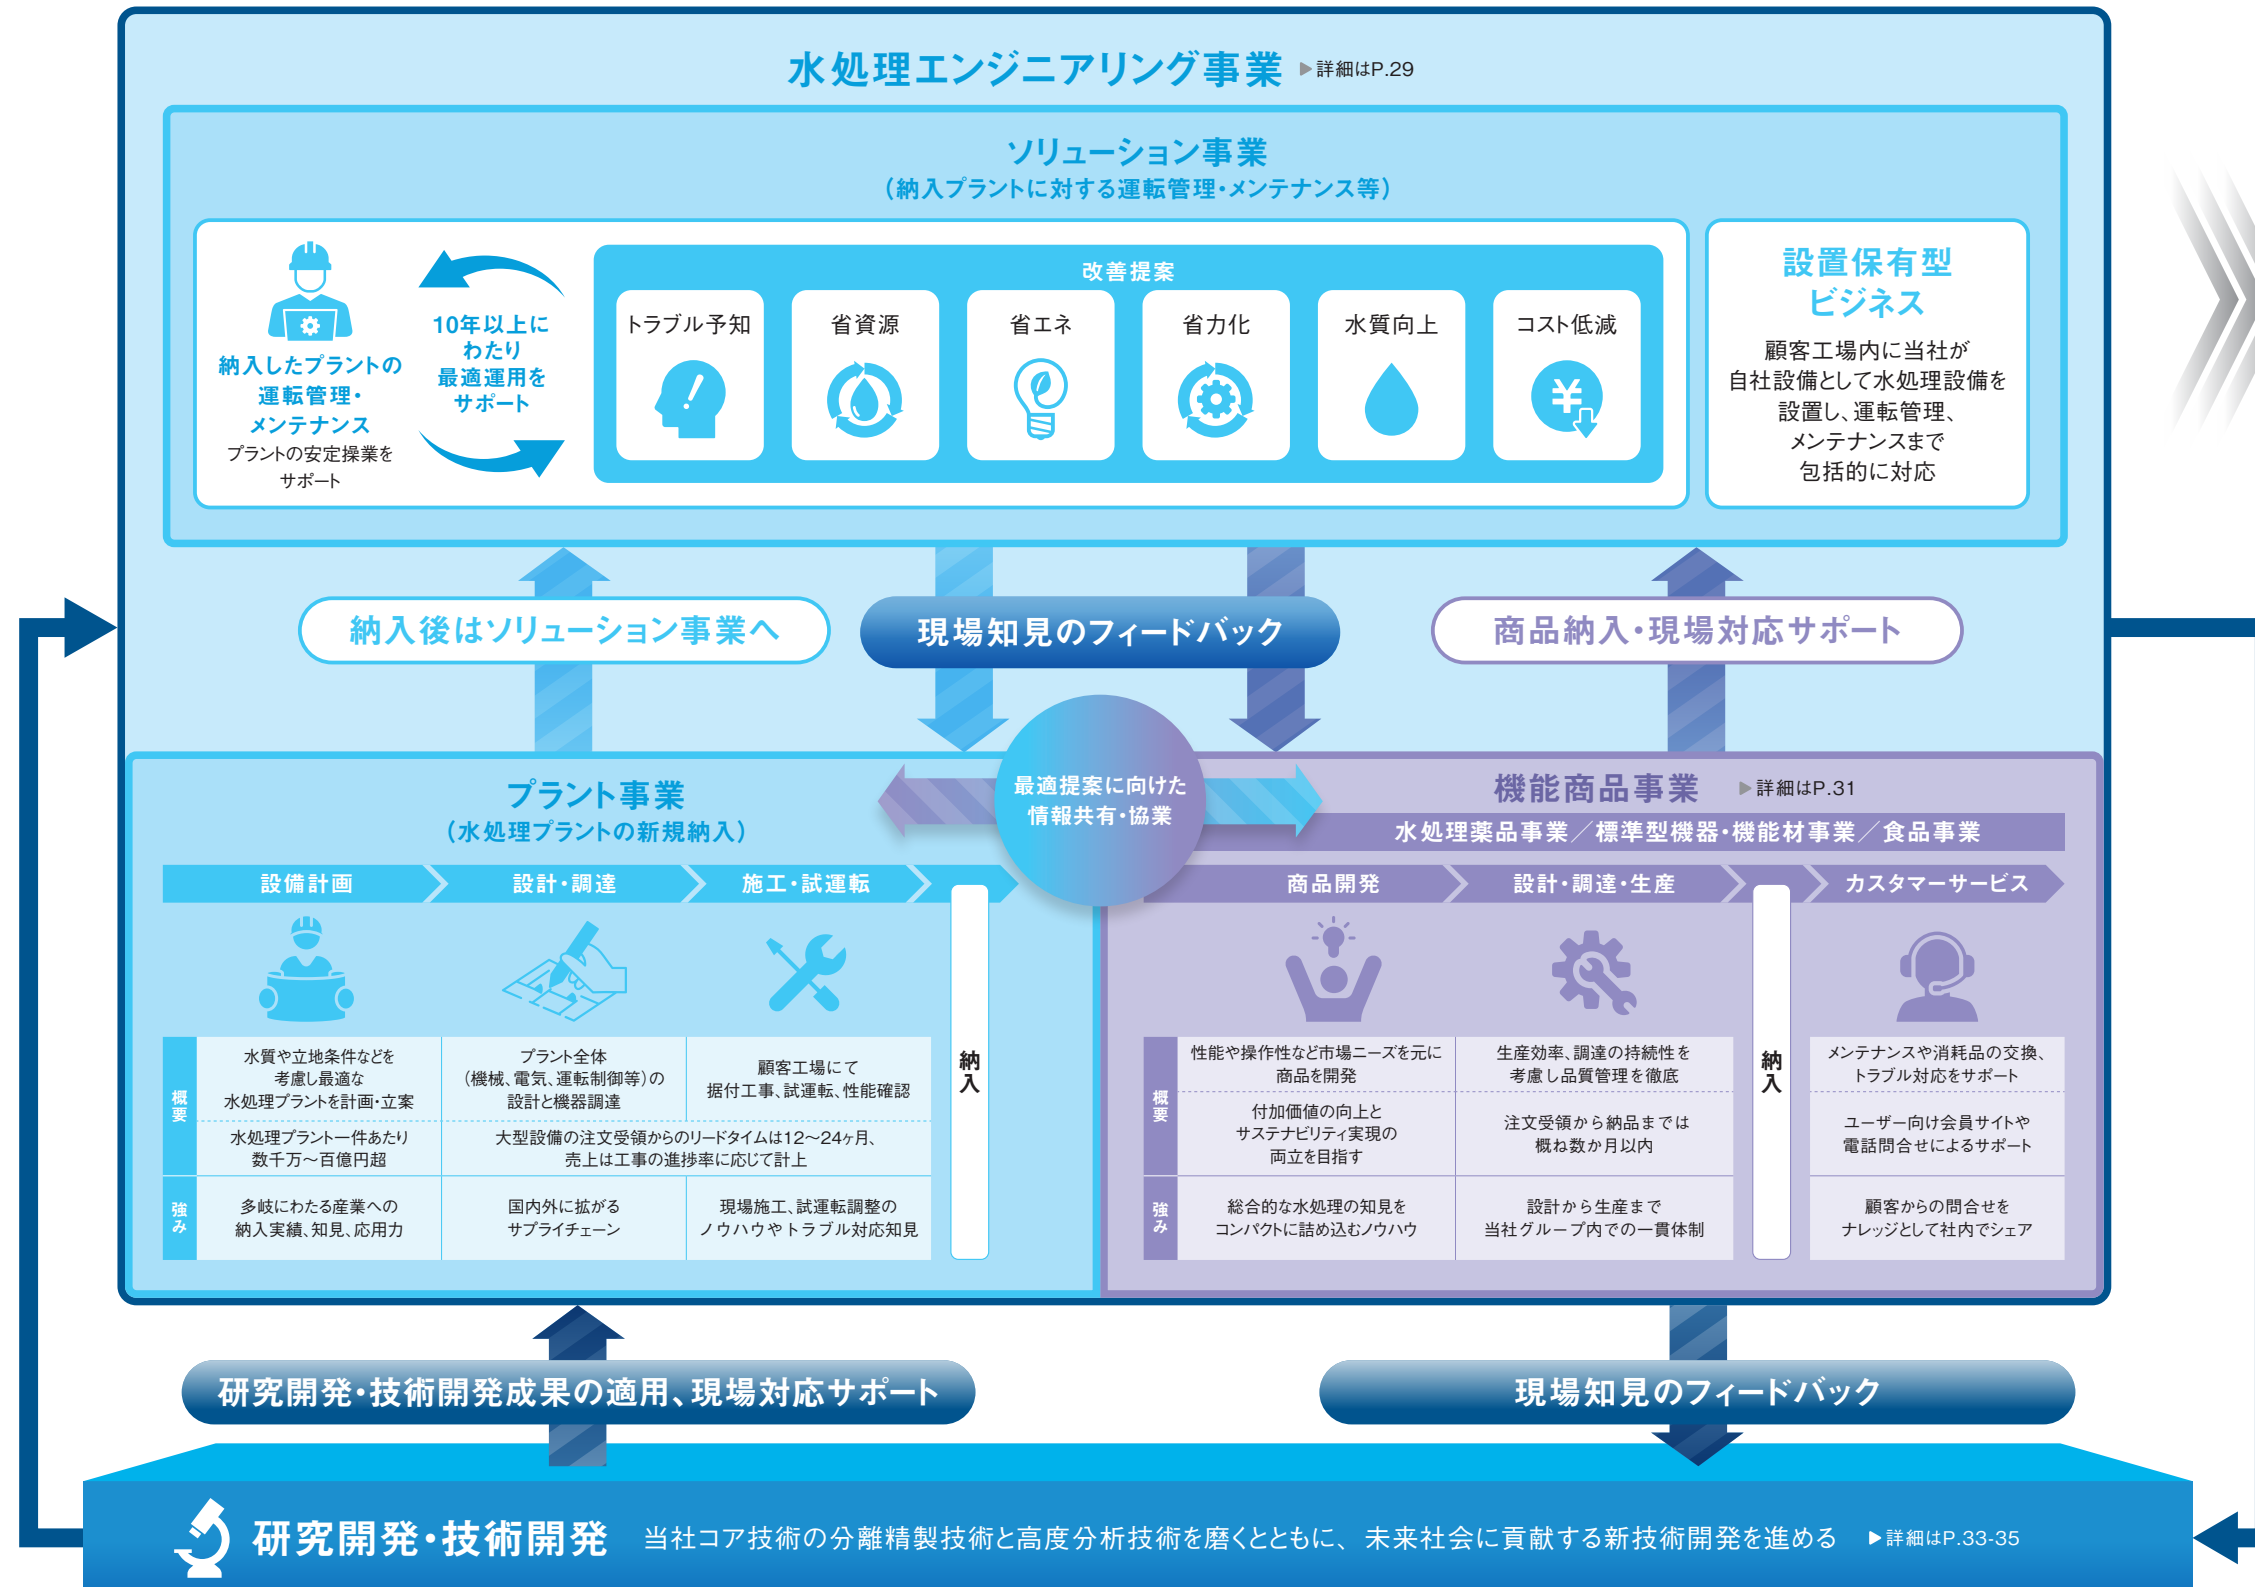 水処理エンジニアリング事業 ▶詳細はP.29
ソリューション事業
（納入プラントに対する運転管理・メンテナンス等）
納入したプラントの
運転管理・
メンテナンス
プラントの安定操業を
サポート
10年以上に
わたり
最適運用を
サポート
改善提案
トラブル予知
省資源
省エネ
省力化
水質向上
コスト低減
¥
設置保有型
ビジネス
顧客工場内に当社が
自社設備として水処理設備を
設置し、運転管理、
メンテナンスまで
包括的に対応
納入後はソリューション事業へ
現場知見のフィードバック
商品納入・現場対応サポート
最適提案に向けた
情報共有・協業
プラント事業
（水処理プラントの新規納入）
設備計画
設計・調達
施工・試運転
納入
概要
水質や立地条件などを
考慮し最適な
水処理プラントを計画・立案
プラント全体
（機械、電気、運転制御等）の
設計と機器調達
顧客工場にて
据付工事、試運転、性能確認
水処理プラント一件あたり
数千万～百億円超
大型設備の注文受領からのリードタイムは12～24ヶ月、
売上は工事の進捗率に応じて計上
強み
多岐にわたる産業への
納入実績、知見、応用力
国内外に拡がる
サプライチェーン
現場施工、試運転調整の
ノウハウやトラブル対応知見
機能商品事業 ▶詳細はP.31
水処理薬品事業／標準型機器・機能材事業／食品事業
商品開発
設計・調達・生産
納入
カスタマーサービス
概要
性能や操作性など市場ニーズを元に
商品を開発
生産効率、調達の持続性を
考慮し品質管理を徹底
メンテナンスや消耗品の交換、
トラブル対応をサポート
付加価値の向上と
サステナビリティ実現の
両立を目指す
注文受領から納品までは
概ね数か月以内
ユーザー向け会員サイトや
電話問合せによるサポート
強み
総合的な水処理の知見を
コンパクトに詰め込むノウハウ
設計から生産まで
当社グループ内での一貫体制
顧客からの問合せを
ナレッジとして社内でシェア
研究開発・技術開発成果の適用、現場対応サポート
現場知見のフィードバック
研究開発・技術開発 当社コア技術の分離精製技術と高度分析技術を磨くとともに、未来社会に貢献する新技術開発を進める ▶詳細はP.33-35